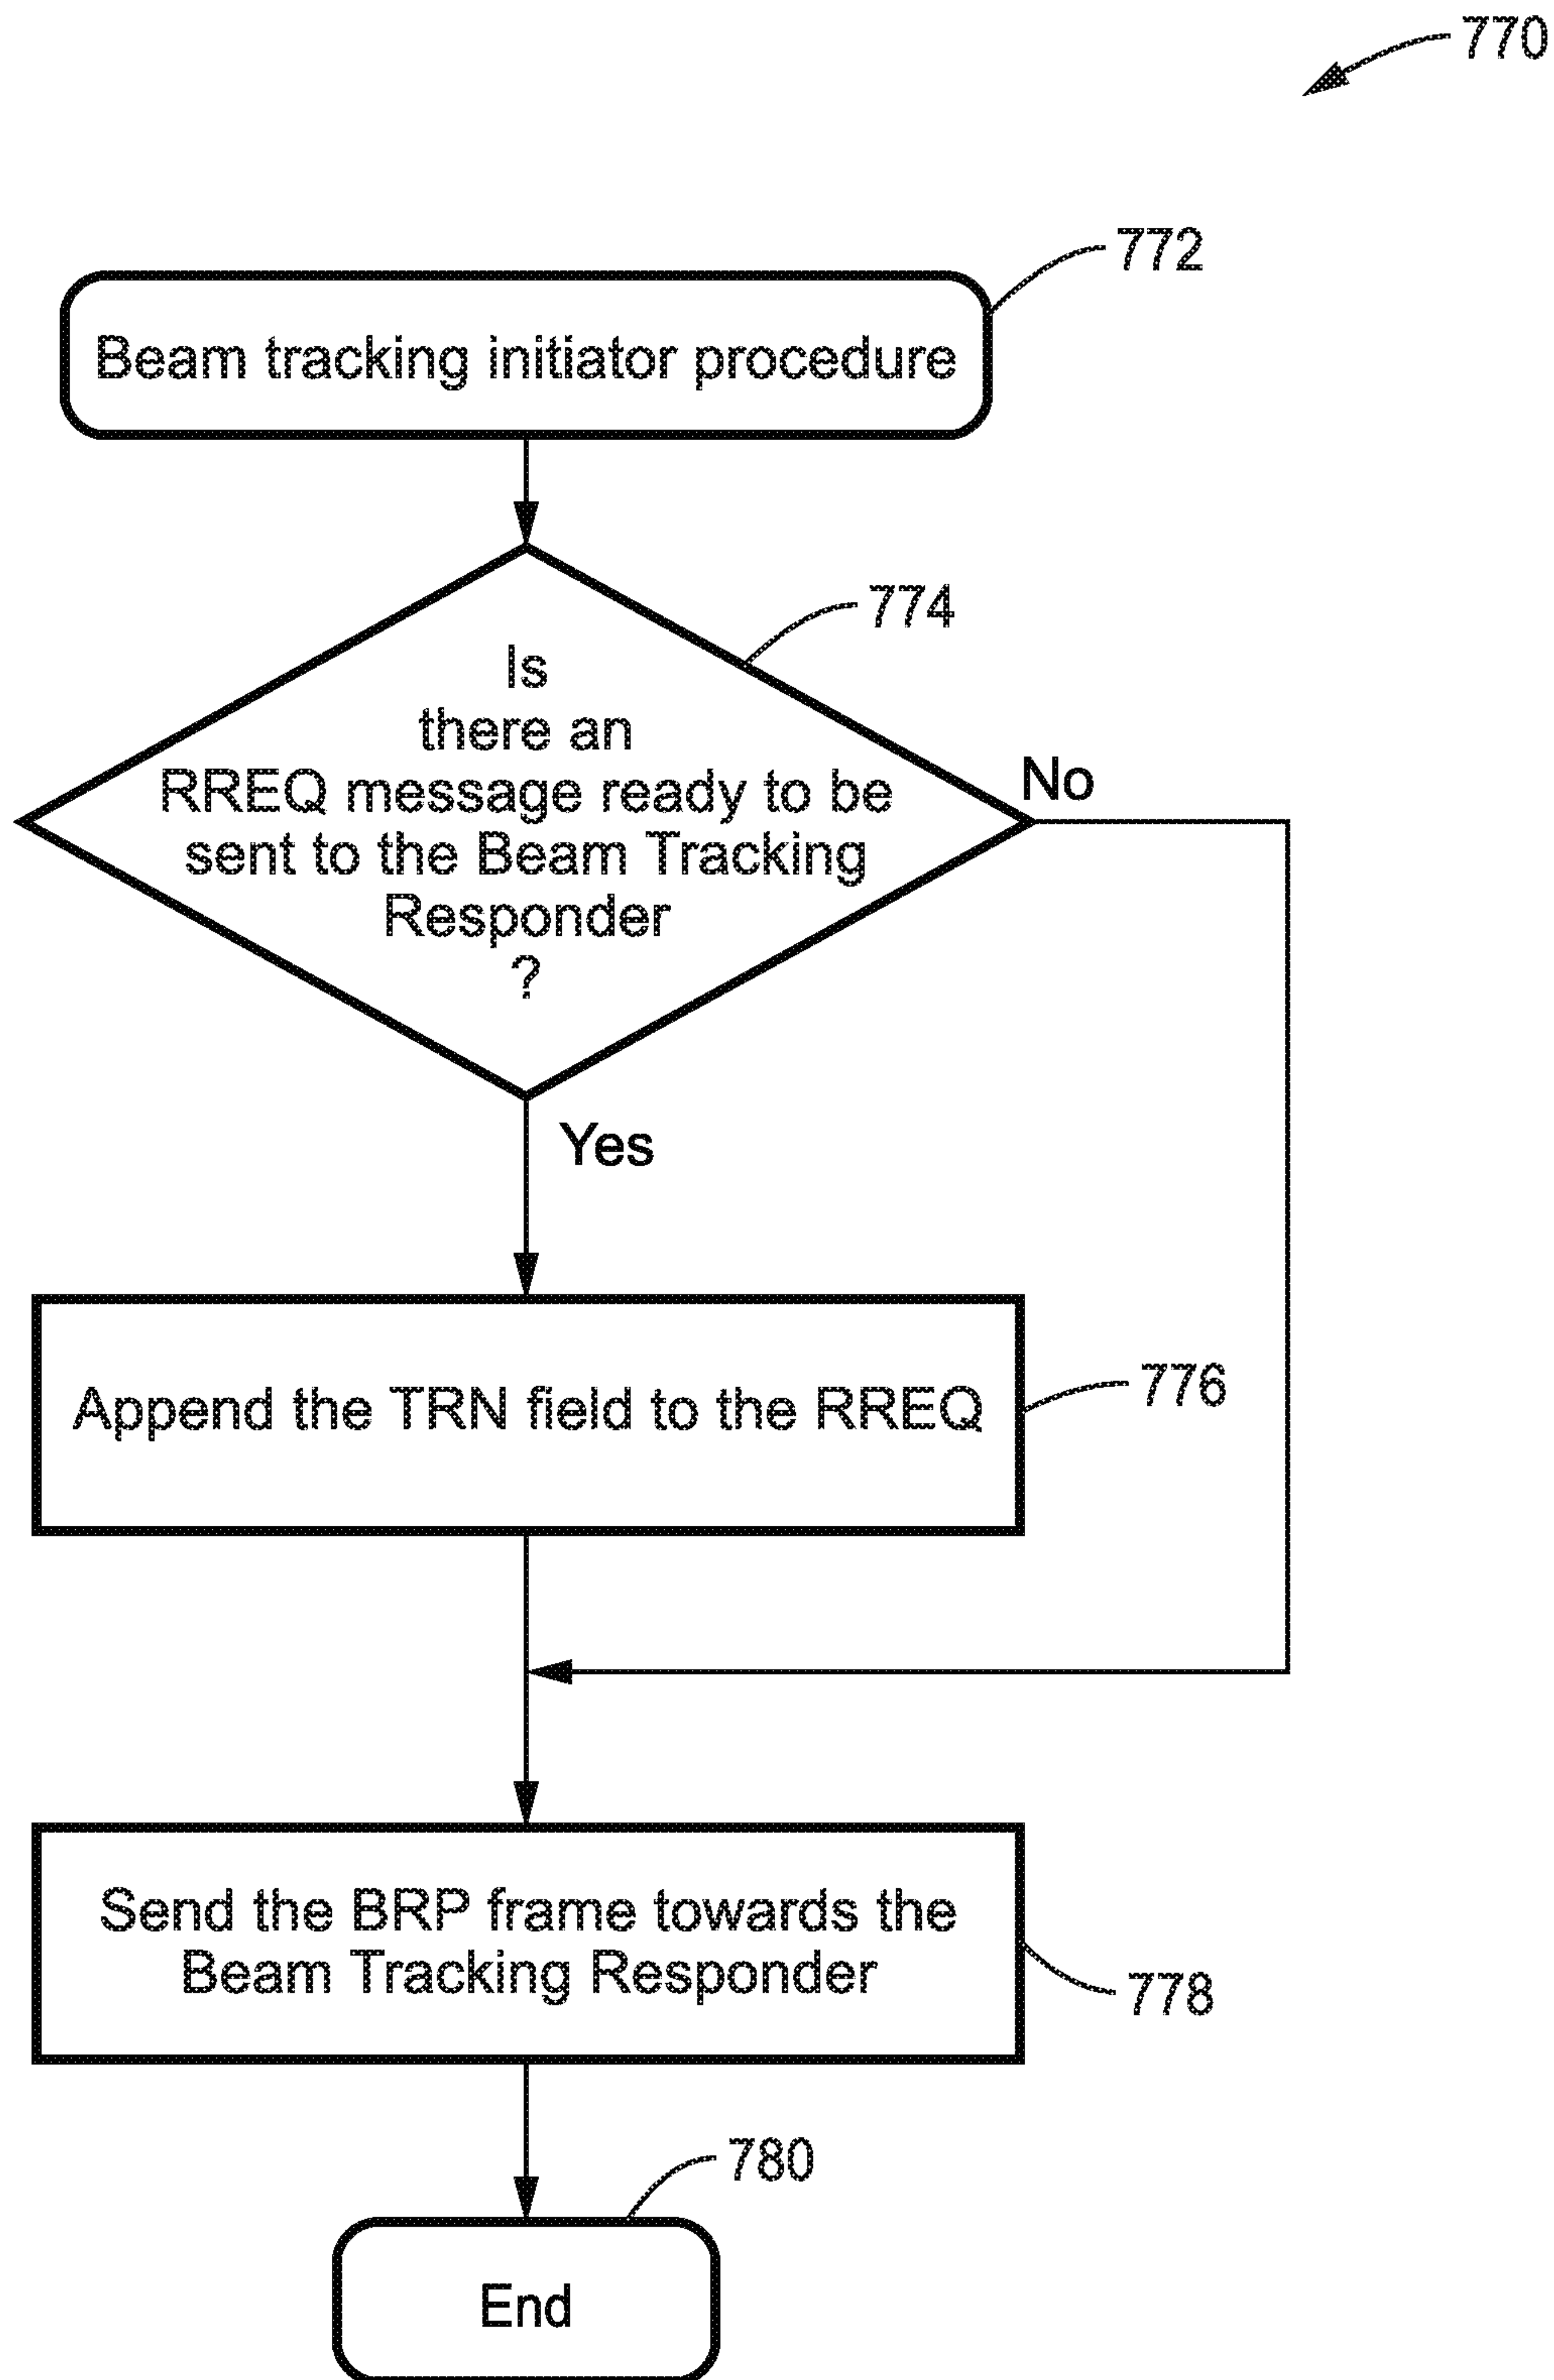 770
772
Beam tracking initiator procedure
774
Is
there an
RREQ message ready to be
sent to the Beam Tracking
Responder
?
No
Yes
Append the TRN field to the RREQ
776
Send the BRP frame towards the
Beam Tracking Responder
778
780
End